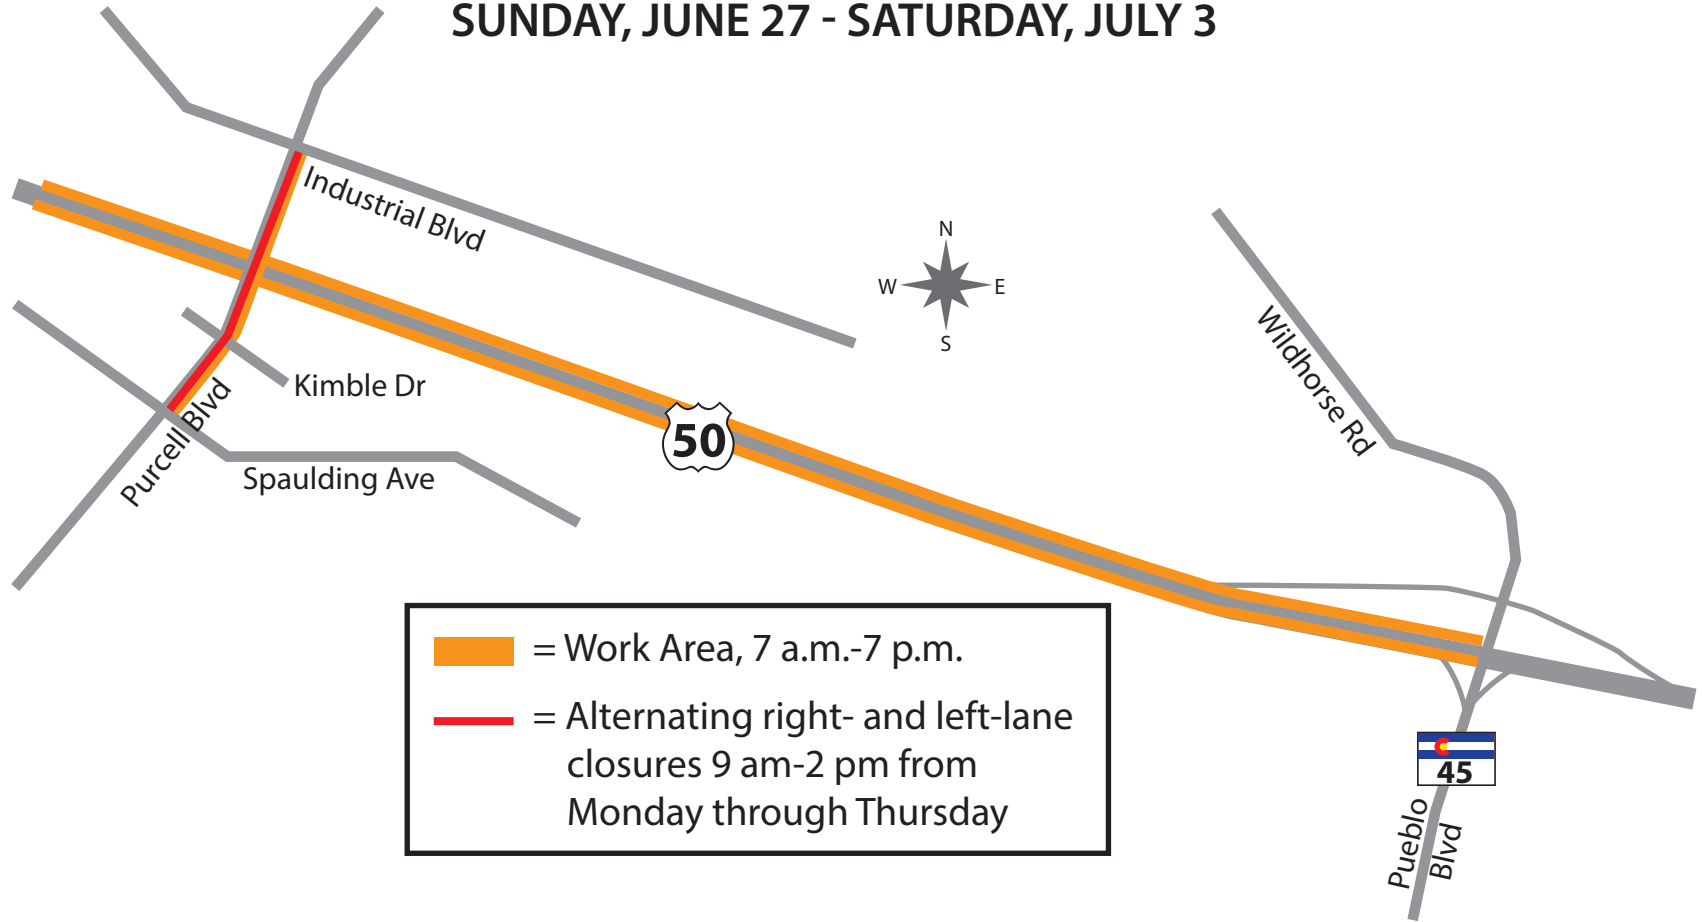 SUNDAY, JUNE 27 - SATURDAY, JULY 3
Industrial Blvd
N
W
E
S
Wildhorse Rd
Kimble Dr
Purcell Blvd
50
Spaulding Ave
= Work Area, 7 a.m.-7 p.m.
= Alternating right- and left-lane
closures 9 am-2 pm from
Monday through Thursday
45
Pueblo
Blvd